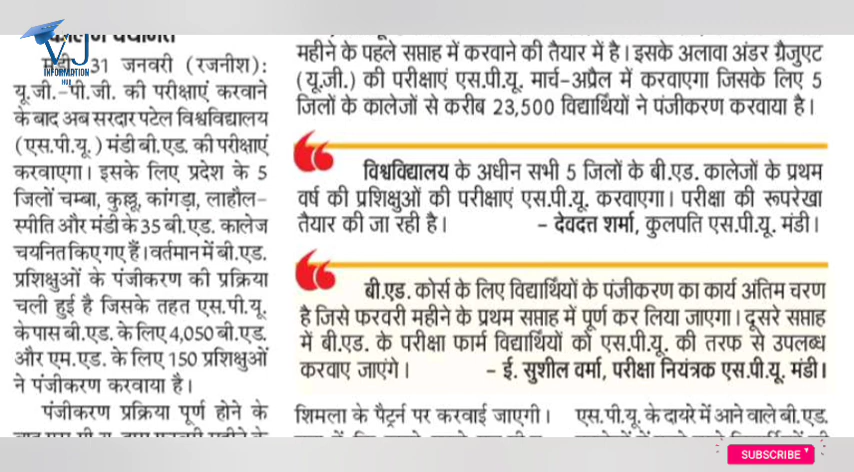 VJ
INFORMARTION
HUB
मंडी, 31 जनवरी (रजनीश):
यू.जी.-पी.जी. की परीक्षाएं करवाने
के बाद अब सरदार पटेल विश्वविद्यालय
(एस.पी.यू.) मंडी बी.एड. की परीक्षाएं
करवाएगा। इसके लिए प्रदेश के 5
जिलों चम्बा, कुल्लू, कांगड़ा, लाहौल-
स्पीति और मंडी के 35 बी.एड. कालेज
चयनित किए गए हैं। वर्तमान में बी.एड.
प्रशिक्षुओं के पंजीकरण की प्रक्रिया
चली हुई है जिसके तहत एस.पी.यू.
के पास बी.एड. के लिए 4,050 बी.एड.
और एम.एड. के लिए 150 प्रशिक्षुओं
ने पंजीकरण करवाया है।
पंजीकरण प्रक्रिया पूर्ण होने के
महीने के पहले सप्ताह में करवाने की तैयार में है। इसके अलावा अंडर ग्रैजुएट
(यू.जी.) की परीक्षाएं एस.पी.यू. मार्च-अप्रैल में करवाएगा जिसके लिए 5
जिलों के कालेजों से करीब 23,500 विद्यार्थियों ने पंजीकरण करवाया है।
विश्वविद्यालय के अधीन सभी 5 जिलों के बी.एड. कालेजों के प्रथम
वर्ष की प्रशिक्षुओं की परीक्षाएं एस.पी.यू. करवाएगा। परीक्षा की रूपरेखा
तैयार की जा रही है। - देवदत्त शर्मा, कुलपति एस.पी.यू. मंडी।
बी.एड. कोर्स के लिए विद्यार्थियों के पंजीकरण का कार्य अंतिम चरण
है जिसे फरवरी महीने के प्रथम सप्ताह में पूर्ण कर लिया जाएगा। दूसरे सप्ताह
में बी.एड. के परीक्षा फार्म विद्यार्थियों को एस.पी.यू. की तरफ से उपलब्ध
करवाए जाएंगे। - ई. सुशील वर्मा, परीक्षा नियंत्रक एस.पी.यू. मंडी।
शिमला के पैटर्न पर करवाई जाएगी।
एस.पी.यू. के दायरे में आने वाले बी.एड.
SUBSCRIBE